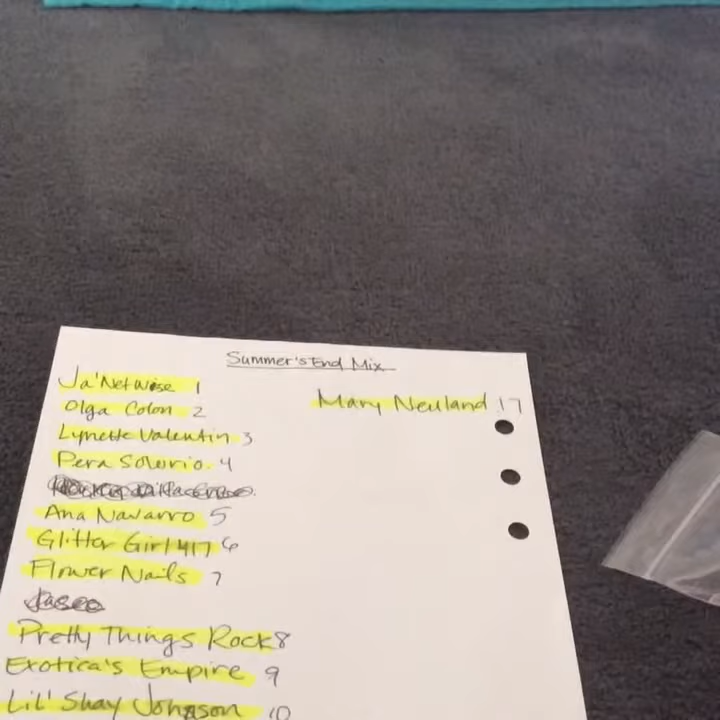 Summer's End Mix
Ja'Net Wise 1
Olga Colon 2
Lynette Valentin 3
Pera Solorio. 4
Ana Navarro 5
Glitter Girl 417 6
Flower Nails 7
Pretty Things Rock 8
Exotica's Empire 9
Lil' Shay Johnson 10
Mary Neuland 17